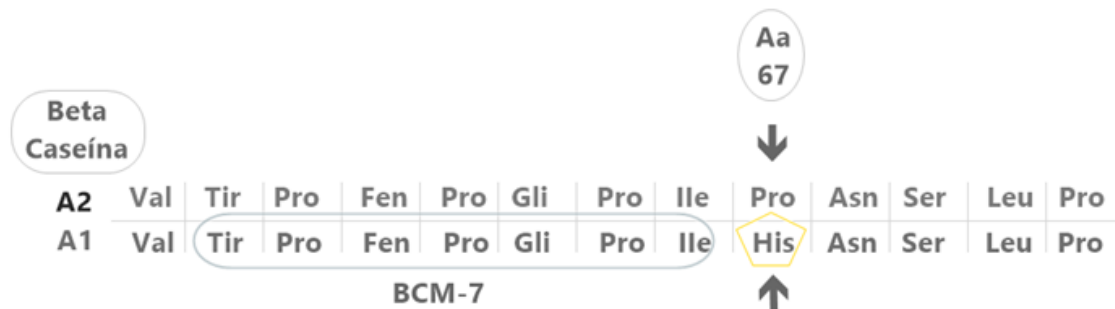 Aa
67
Beta
Caseína
A2 Val Tir Pro Fen Pro Gli Pro Ile Pro Asn Ser Leu Pro
A1 Val Tir Pro Fen Pro Gli Pro Ile His Asn Ser Leu Pro
BCM-7